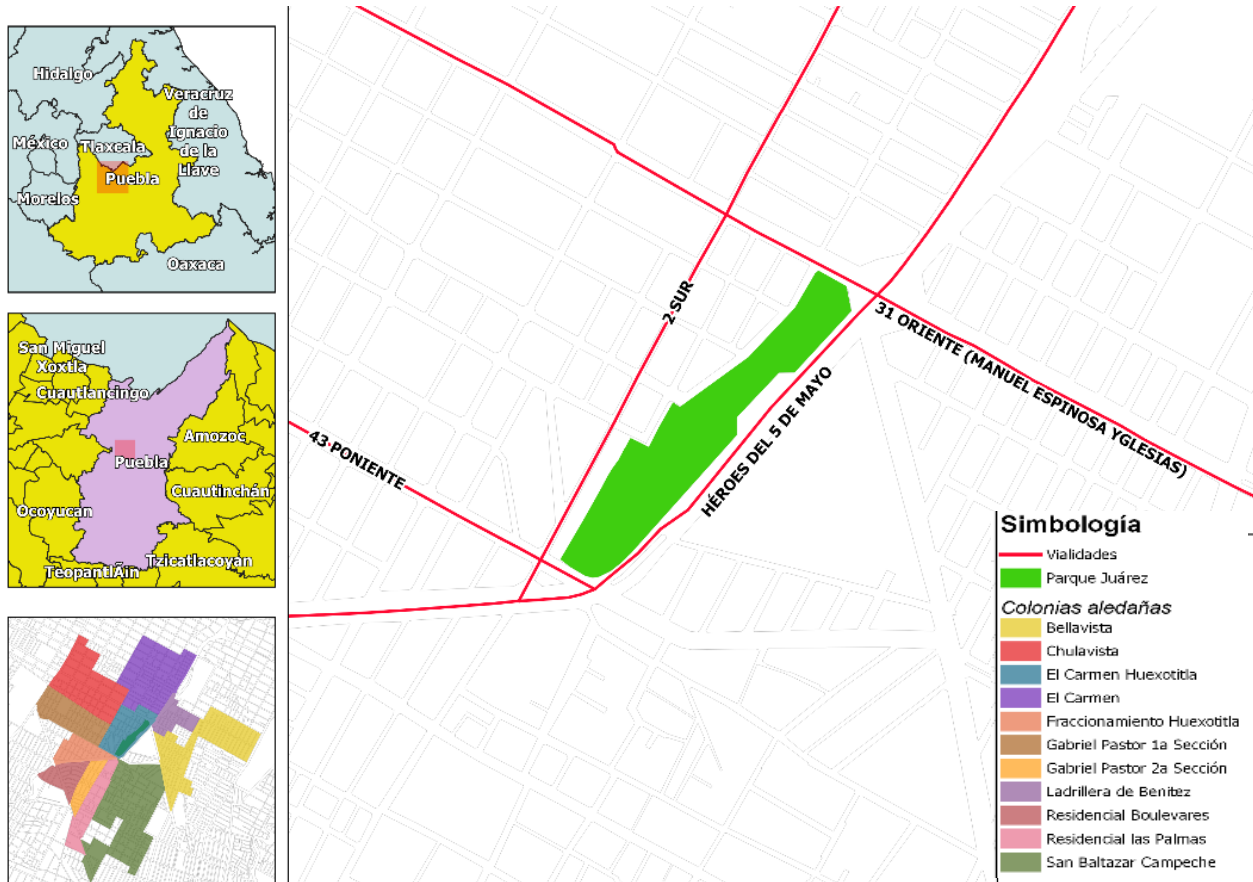 Hidalgo
Veracruz
de
Ignacio
de la
Llave
México
Tlaxcala
Puebla
Morelos
Oaxaca
San Miguel
Xoxtla
Cuautlancingo
Amozoc
Puebla
Cuautinchán
Ocoyucan
Tzicatlacoyan
TeopantlÃin
2 SUR
31 ORIENTE (MANUEL ESPINOSA YGLESIAS)
HÉROES DEL 5 DE MAYO
43 PONIENTE
Simbología
Vialidades
Parque Juárez
Colonias aledañas
Bellavista
Chulavista
El Carmen Huexotitla
El Carmen
Fraccionamiento Huexotitla
Gabriel Pastor 1a Sección
Gabriel Pastor 2a Sección
Ladrillera de Benitez
Residencial Boulevares
Residencial las Palmas
San Baltazar Campeche